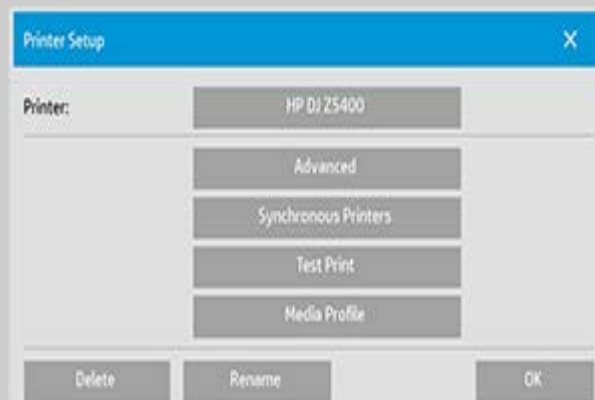 Printer Setup X
Printer: HP DJ Z5400
Advanced
Synchronous Printers
Test Print
Media Profile
Delete Rename OK